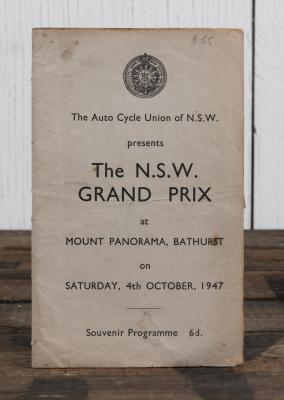 $65
The Auto Cycle Union of N.S.W.
presents
The N.S.W.
GRAND PRIX
at
MOUNT PANORAMA, BATHURST
on
SATURDAY, 4th OCTOBER, 1947
Souvenir Programme 6d.